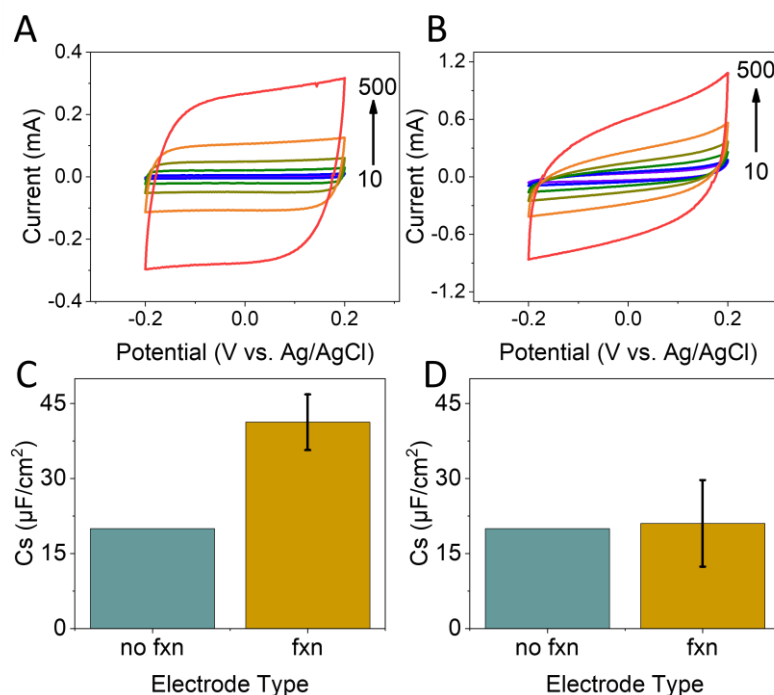 A
0.4
0.2
0.0
-0.2
-0.4
Current (mA)
500
10
-0.2
0.0
0.2
Potential (V vs. Ag/AgCl)
B
1.2
0.6
0.0
-0.6
-1.2
Current (mA)
500
10
-0.2
0.0
0.2
Potential (V vs. Ag/AgCl)
C
45
30
15
0
Cs (µF/cm²)
no fxn
fxn
Electrode Type
D
45
30
15
0
Cs (µF/cm²)
no fxn
fxn
Electrode Type